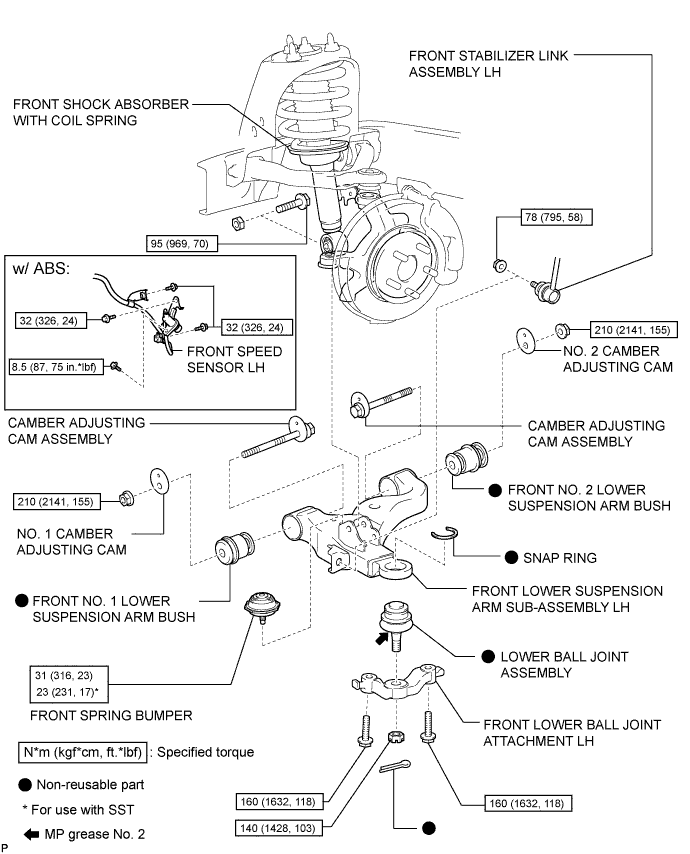 FRONT STABILIZER LINK
ASSEMBLY LH
FRONT SHOCK ABSORBER
WITH COIL SPRING
78 (795, 58)
95 (969, 70)
w/ ABS:
32 (326, 24)
32 (326, 24)
FRONT SPEED
SENSOR LH
8.5 (87, 75 in.*lbf)
210 (2141, 155)
NO. 2 CAMBER
ADJUSTING CAM
CAMBER ADJUSTING
CAM ASSEMBLY
CAMBER ADJUSTING
CAM ASSEMBLY
210 (2141, 155)
FRONT NO. 2 LOWER
SUSPENSION ARM BUSH
NO. 1 CAMBER
ADJUSTING CAM
SNAP RING
FRONT LOWER SUSPENSION
ARM SUB-ASSEMBLY LH
FRONT NO. 1 LOWER
SUSPENSION ARM BUSH
LOWER BALL JOINT
ASSEMBLY
31 (316, 23)
23 (231, 17)*
FRONT SPRING BUMPER
FRONT LOWER BALL JOINT
ATTACHMENT LH
N*m (kgf*cm, ft.*lbf) : Specified torque
Non-reusable part
* For use with SST
MP grease No. 2
160 (1632, 118)
160 (1632, 118)
140 (1428, 103)
P